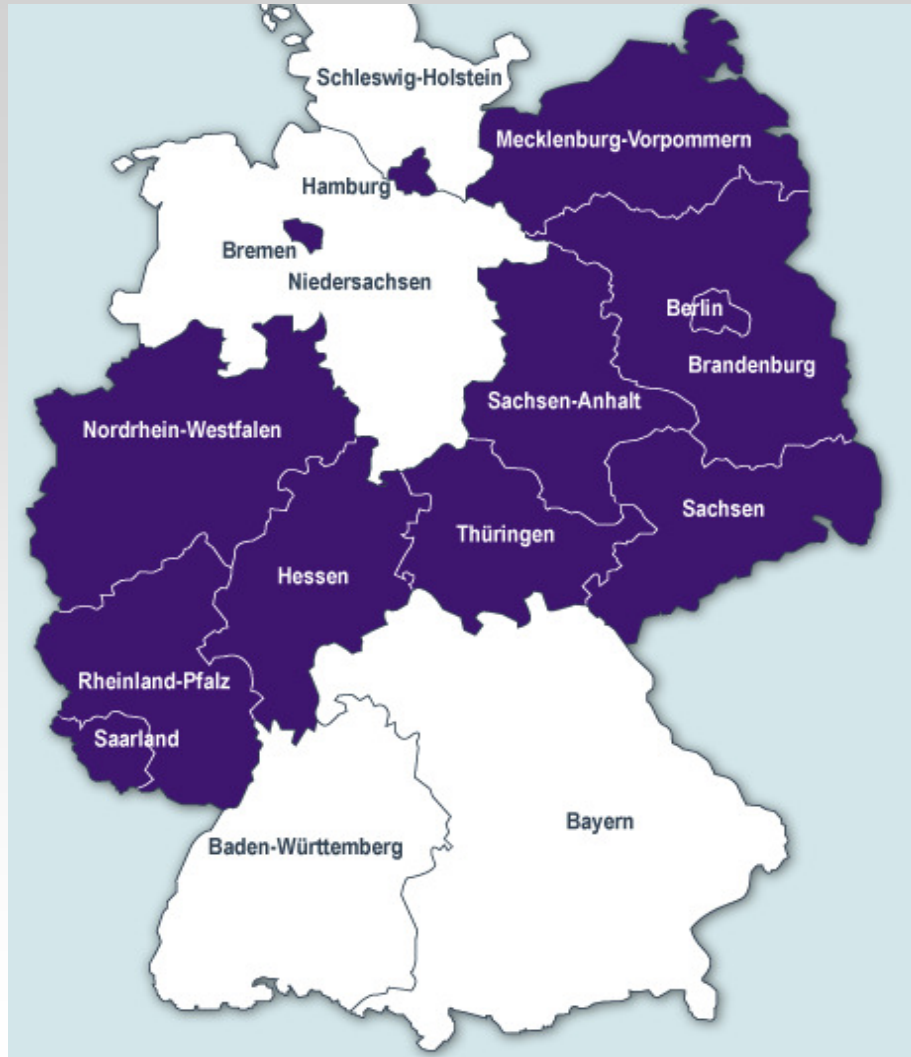 Schleswig-Holstein
Mecklenburg-Vorpommern
Hamburg
Bremen
Niedersachsen
Berlin
Brandenburg
Sachsen-Anhalt
Nordrhein-Westfalen
Sachsen
Thüringen
Hessen
Rheinland-Pfalz
Saarland
Bayern
Baden-Württemberg